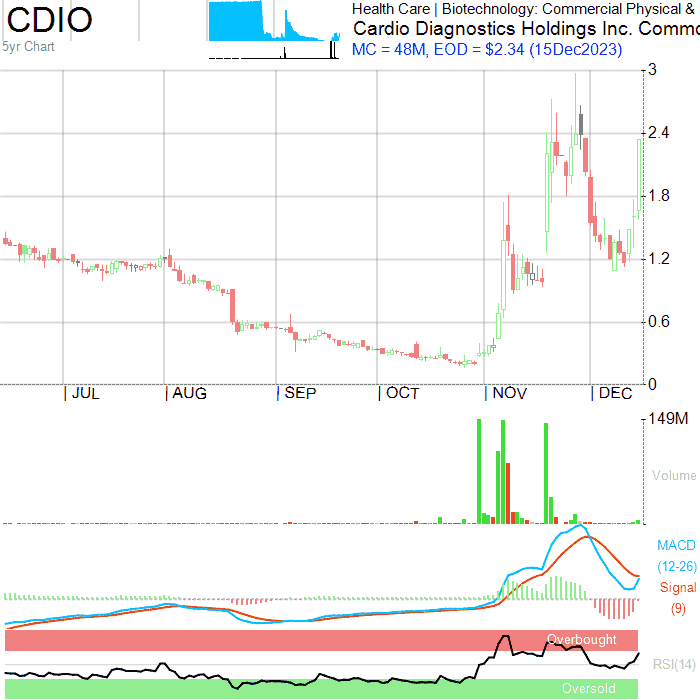 CDIO
5yr Chart
Health Care | Biotechnology: Commercial Physical &
Cardio Diagnostics Holdings Inc. Commo
MC = 48M, EOD = $2.34 (15Dec2023)
3
2.4
1.8
1.2
0.6
0
JUL AUG SEP OCT NOV DEC
149M
Volume
MACD
(12-26)
Signal
(9)
Overbought
RSI(14)
Oversold